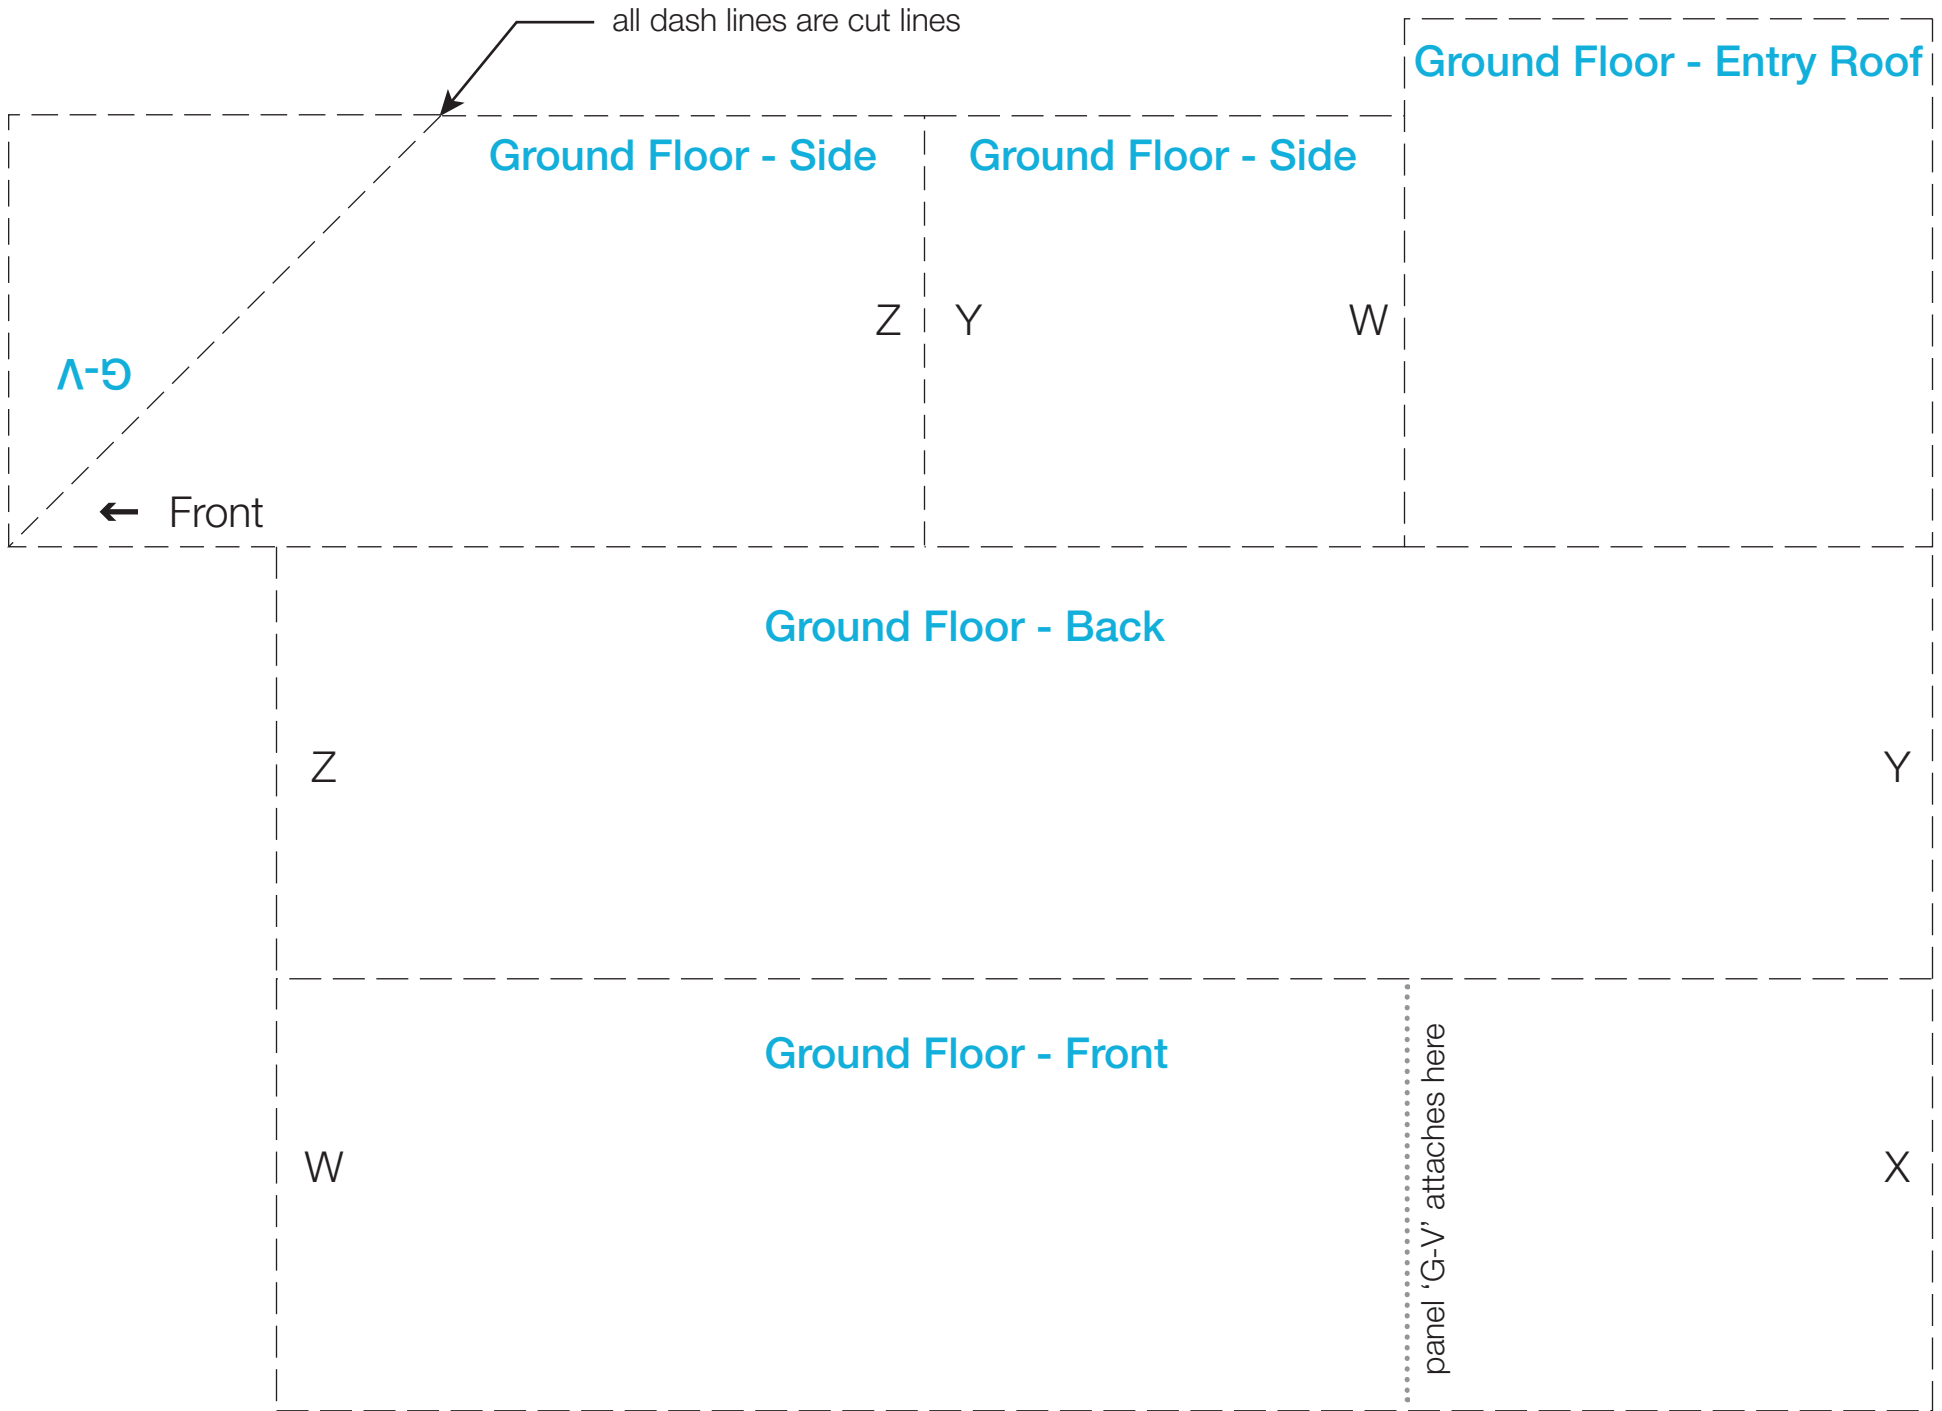 all dash lines are cut lines
Ground Floor - Entry Roof
Ground Floor - Side
Ground Floor - Side
Z
Y
W
G-V
Front
Ground Floor - Back
Z
Y
Ground Floor - Front
W
panel ‘G-V’ attaches here
X